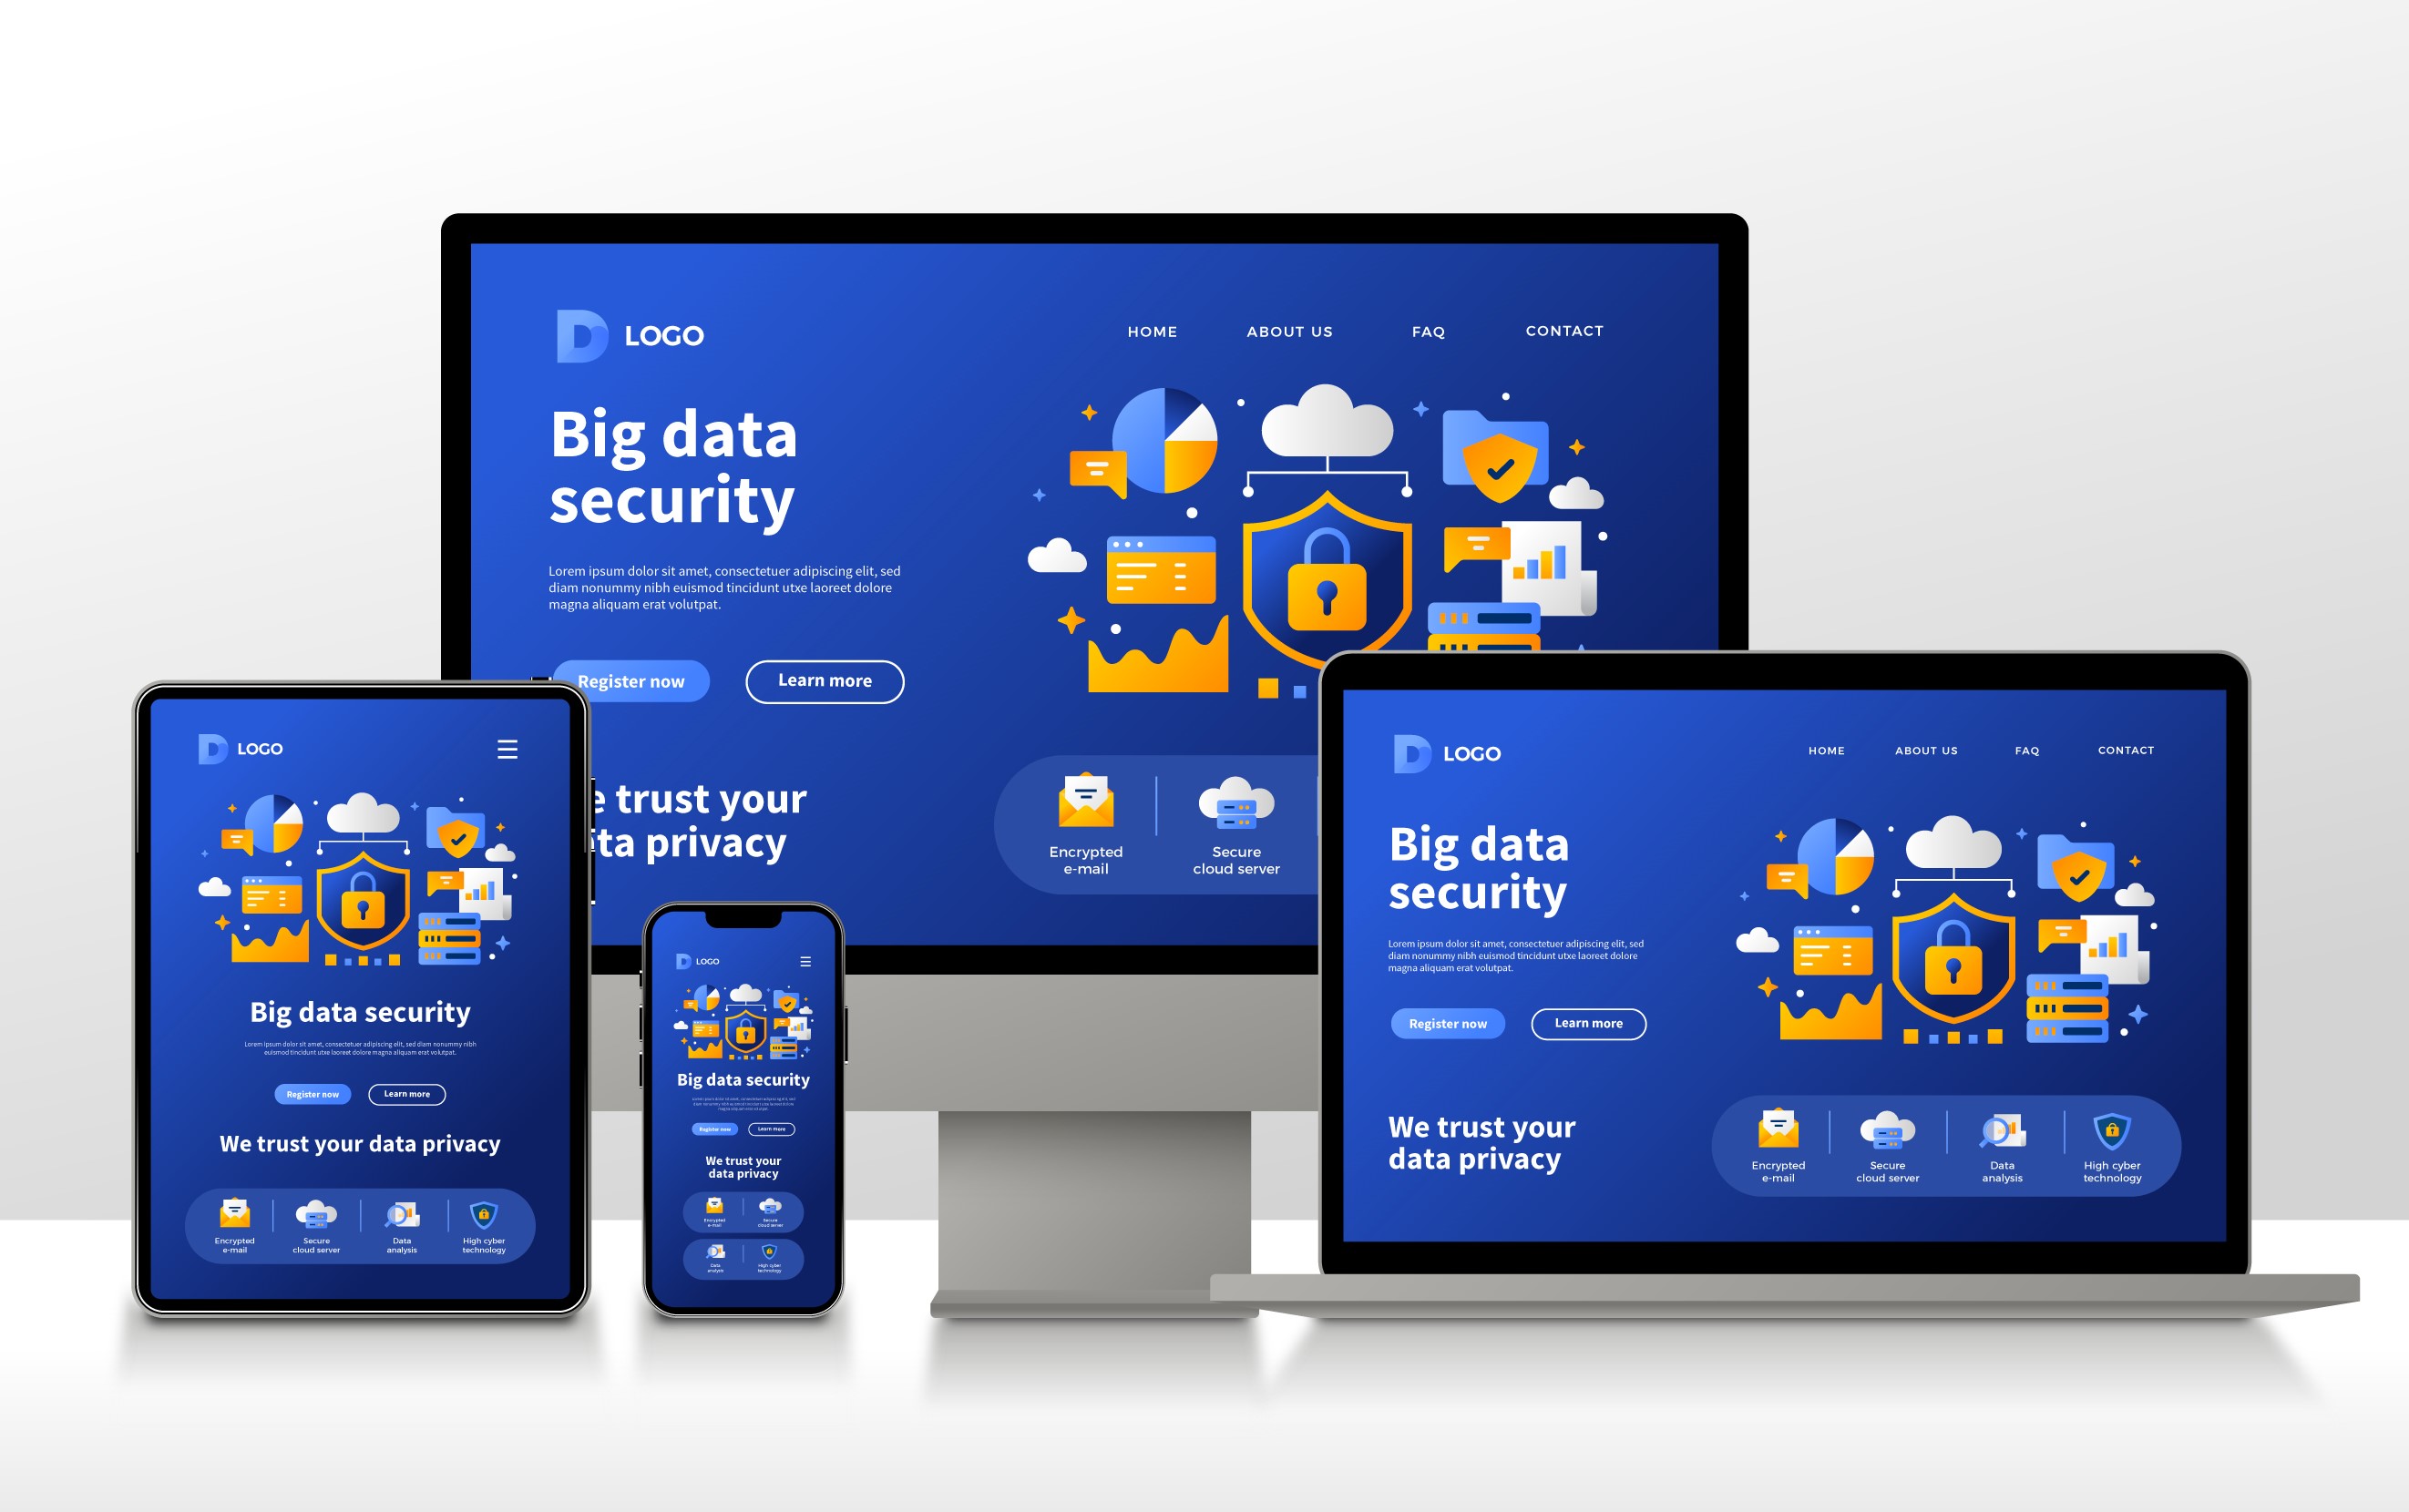 LOGO
HOME ABOUT US FAQ CONTACT
Big data
security
Lorem ipsum dolor sit amet, consectetuer adipiscing elit, sed
diam nonummy nibh euismod tincidunt utxe laoreet dolore
magna aliquam erat volutpat.
Register now Learn more
e trust your
ta privacy
Encrypted
e-mail
Secure
cloud server
LOGO
Big data security
Lorem ipsum dolor sit amet, consectetuer adipiscing elit, sed diam nonummy nibh
euismod tincidunt utxe laoreet dolore magna aliquam erat volutpat.
Register now Learn more
We trust your data privacy
Encrypted
e-mail
Secure
cloud server
Data
analysis
High cyber
technology
LOGO
Big data security
Register now Learn more
We trust your
data privacy
Encrypted
e-mail
Secure
cloud server
Data
analysis
High cyber
technology
LOGO
HOME ABOUT US FAQ CONTACT
Big data
security
Lorem ipsum dolor sit amet, consectetuer adipiscing elit, sed
diam nonummy nibh euismod tincidunt utxe laoreet dolore
magna aliquam erat volutpat.
Register now Learn more
We trust your
data privacy
Encrypted
e-mail
Secure
cloud server
Data
analysis
High cyber
technology